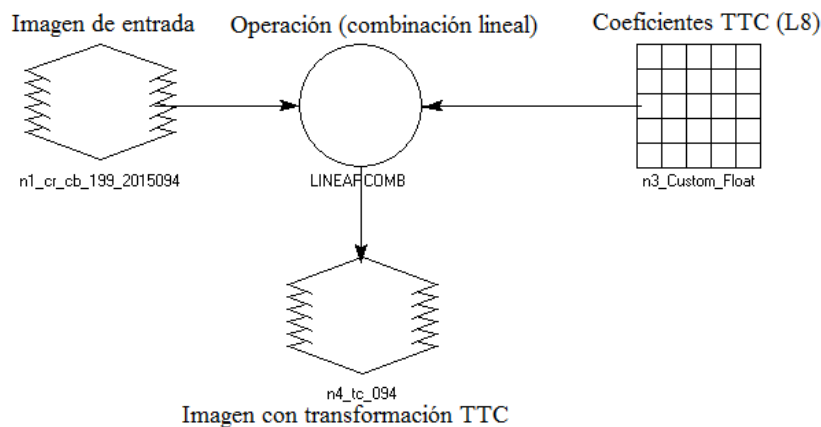 Imagen de entrada
Operación (combinación lineal)
Coeficientes TTC (L8)
n1_cr_cb_199_2015094
LINEARCOMB
n3_Custom_Float
n4_tc_094
Imagen con transformación TTC